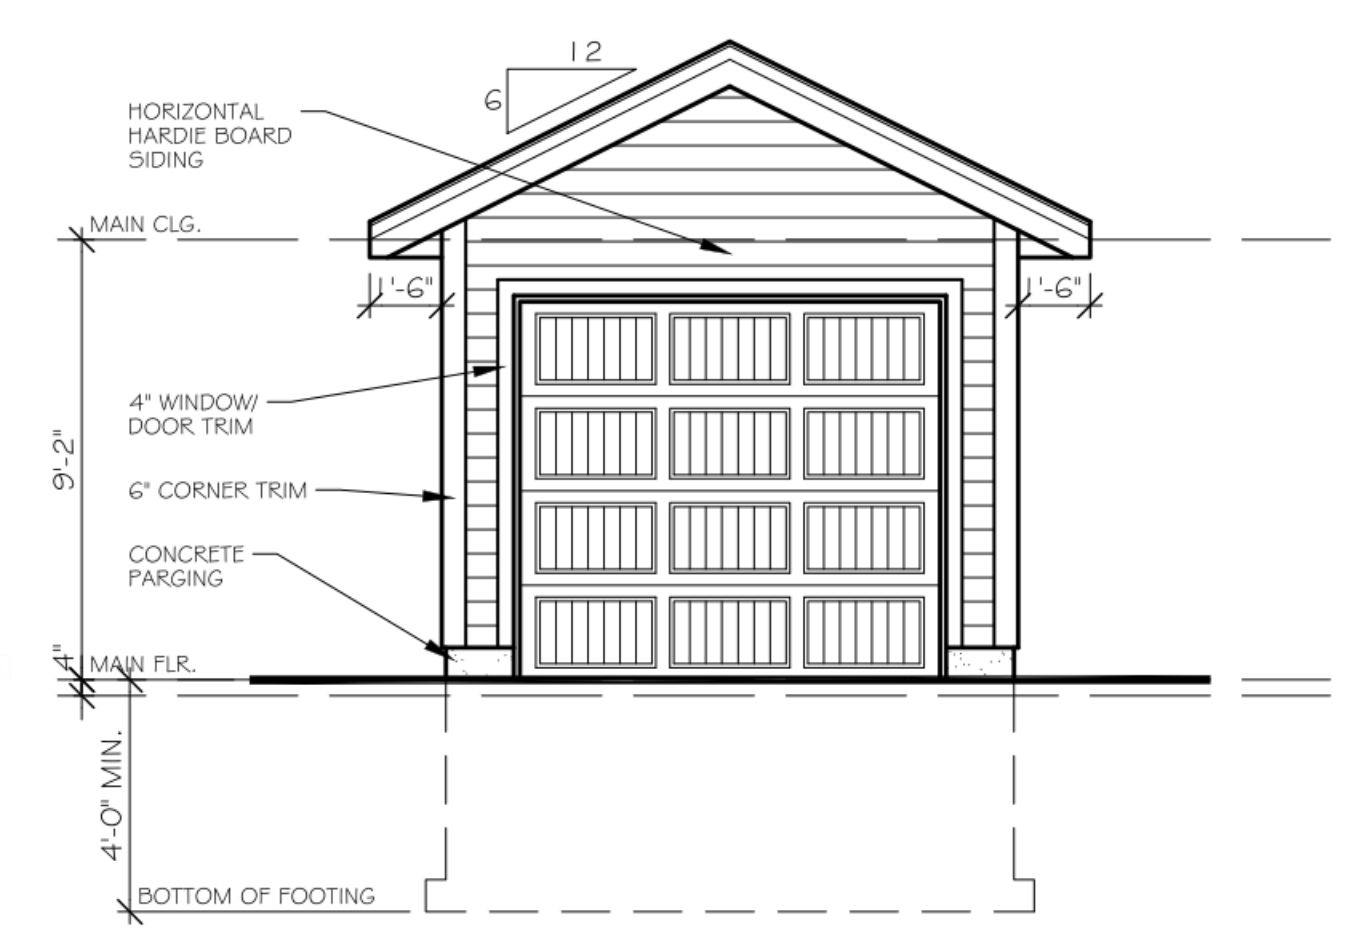 12
6
HORIZONTAL
HARDIE BOARD
SIDING
MAIN CLG.
1'-6"
1'-6"
4" WINDOW/
DOOR TRIM
9'-2"
6" CORNER TRIM
CONCRETE
PARGING
4"
MAIN FLR.
4'-0" MIN.
BOTTOM OF FOOTING